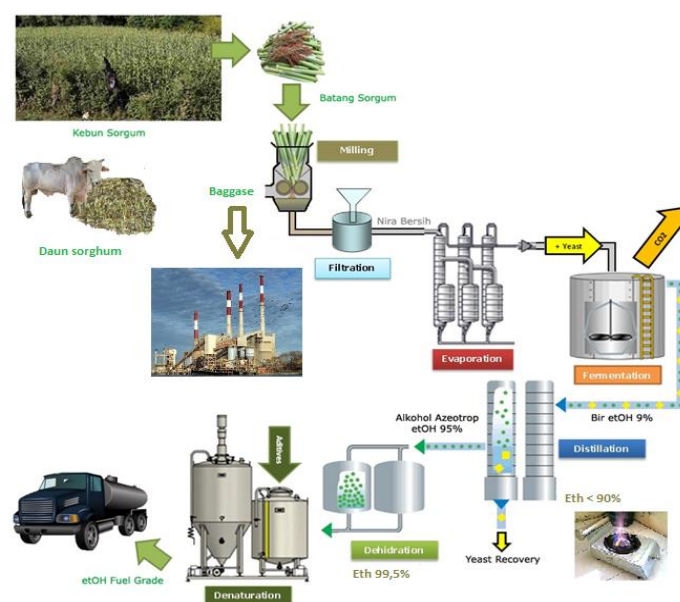 Kebun Sorgum
Batang Sorgum
Milling
Baggase
Daun sorghum
Nira Bersih
Filtration
+ Yeast
CO2
Evaporation
Fermentation
Bir etOH 9%
Alkohol Azeotrop
etOH 95%
Distillation
Additives
Eth < 90%
Dehidration
Eth 99,5%
Yeast Recovery
etOH Fuel Grade
Denaturation